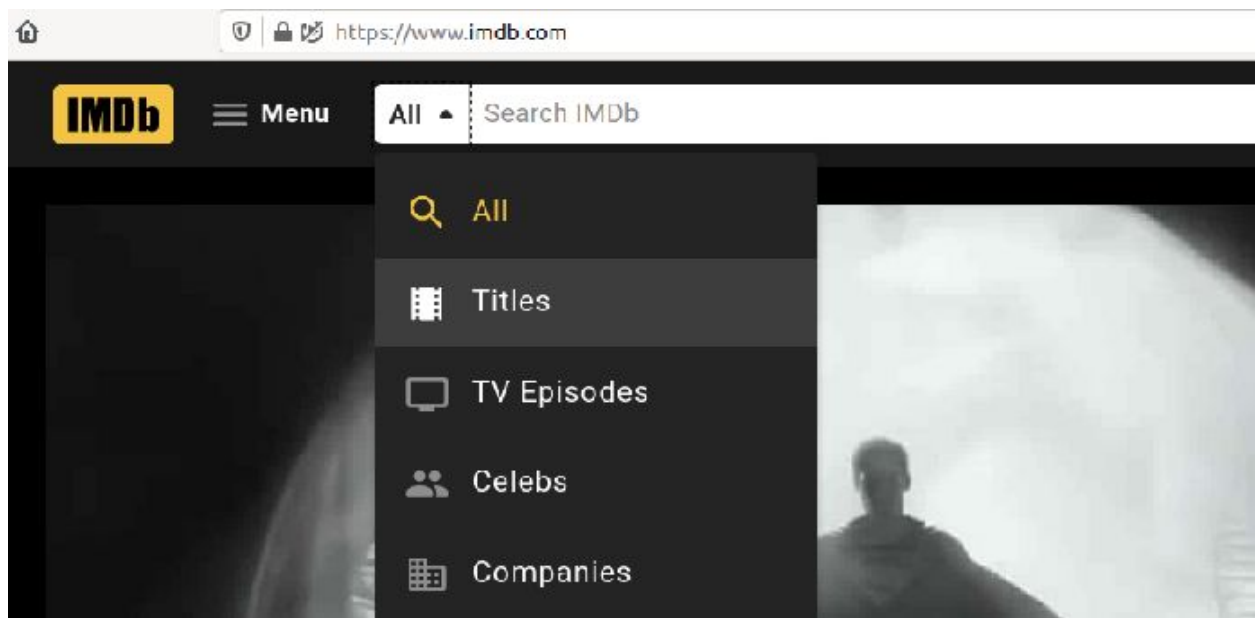 https://www.imdb.com
IMDb Menu All Search IMDb
All
Titles
TV Episodes
Celebs
Companies